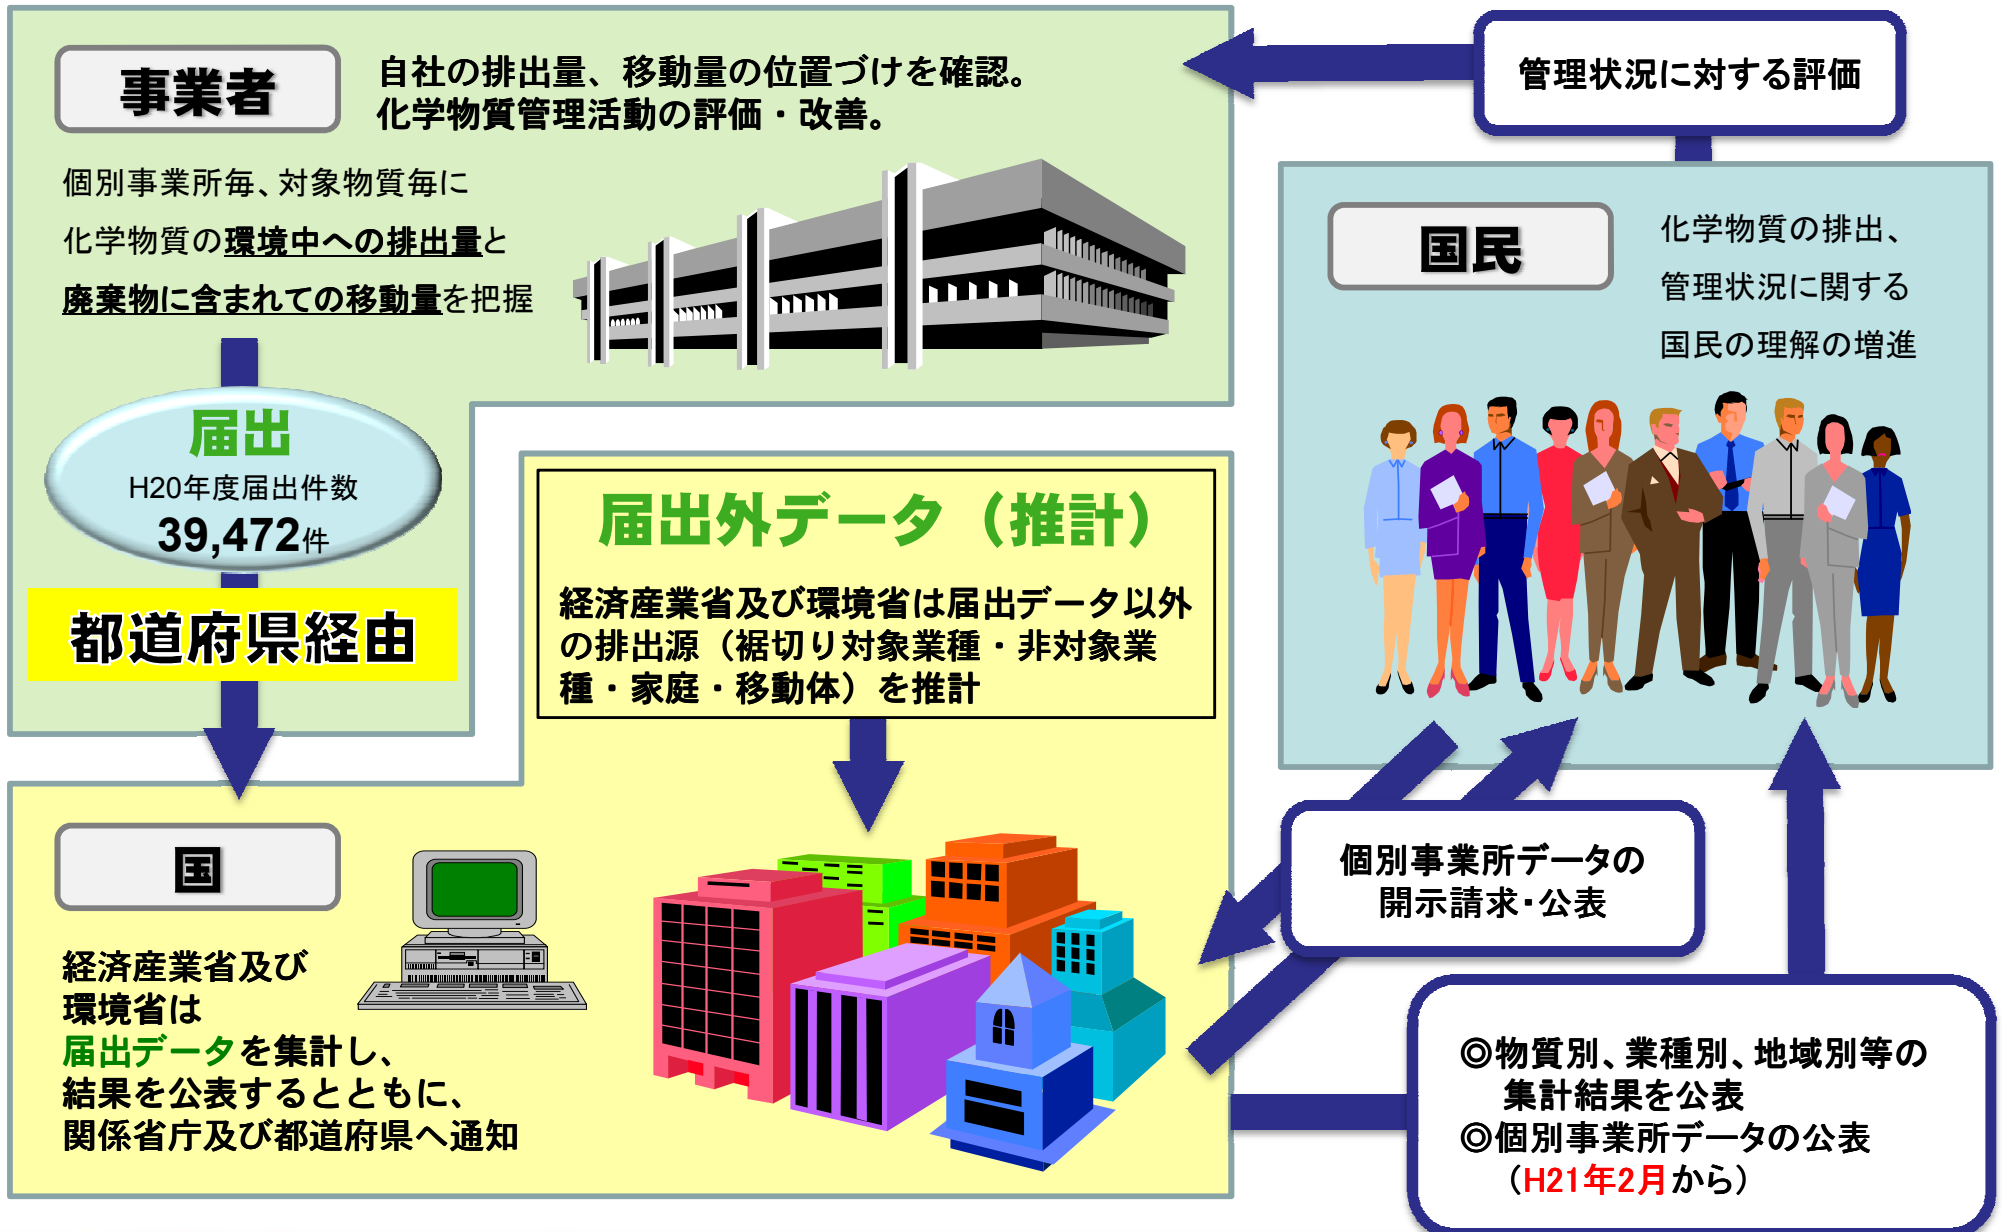 事業者
自社の排出量、移動量の位置づけを確認。
化学物質管理活動の評価・改善。
個別事業所毎、対象物質毎に
化学物質の環境中への排出量と
廃棄物に含まれての移動量を把握
届出
H20年度届出件数
39,472件
都道府県経由
管理状況に対する評価
国民
化学物質の排出、
管理状況に関する
国民の理解の増進
届出外データ（推計）
経済産業省及び環境省は届出データ以外
の排出源（裾切り対象業種・非対象業
種・家庭・移動体）を推計
国
経済産業省及び
環境省は
届出データを集計し、
結果を公表するとともに、
関係省庁及び都道府県へ通知
個別事業所データの
開示請求・公表
◎物質別、業種別、地域別等の
集計結果を公表
◎個別事業所データの公表
（H21年2月から）